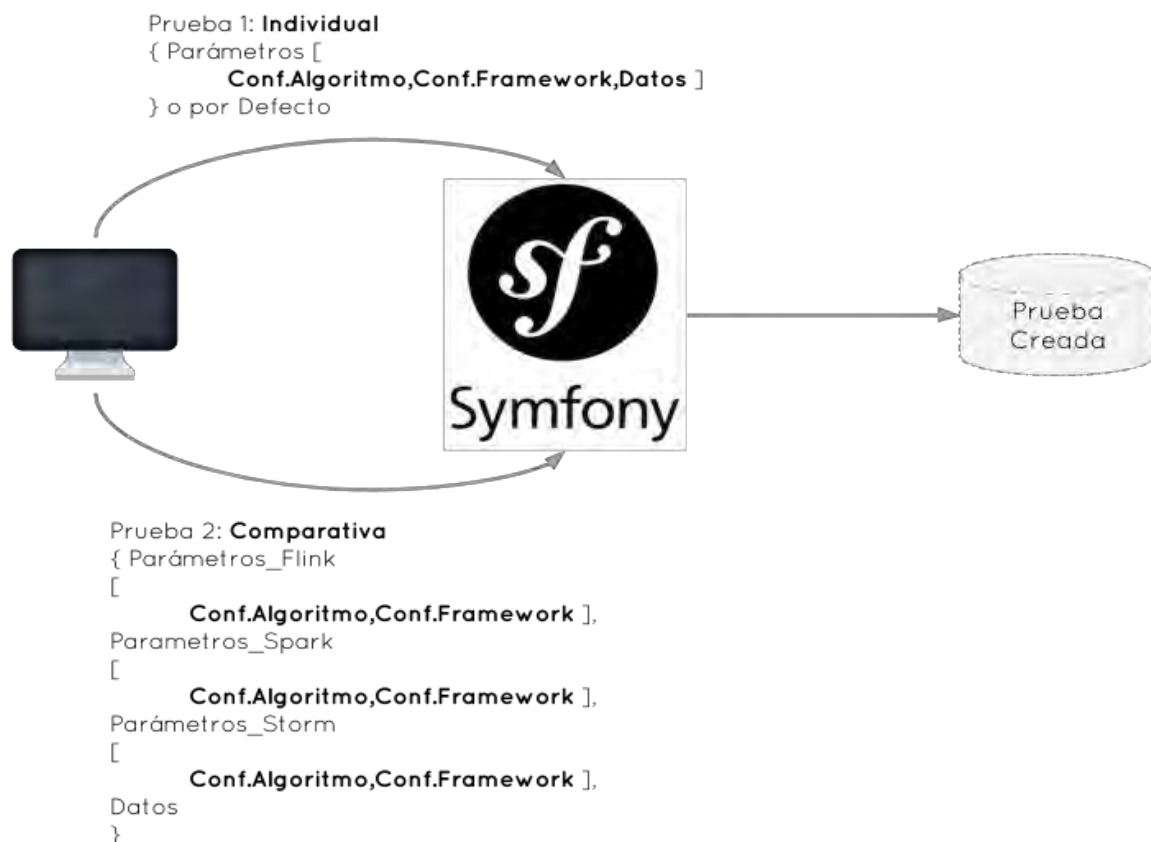 Prueba 1: Individual
{ Parámetros [
Conf.Algoritmo,Conf.Framework,Datos ]
} o por Defecto
sf
Symfony
Prueba
Creada
Prueba 2: Comparativa
{ Parámetros_Flink
[
Conf.Algoritmo,Conf.Framework ],
Parametros_Spark
[
Conf.Algoritmo,Conf.Framework ],
Parámetros_Storm
[
Conf.Algoritmo,Conf.Framework ],
Datos
}